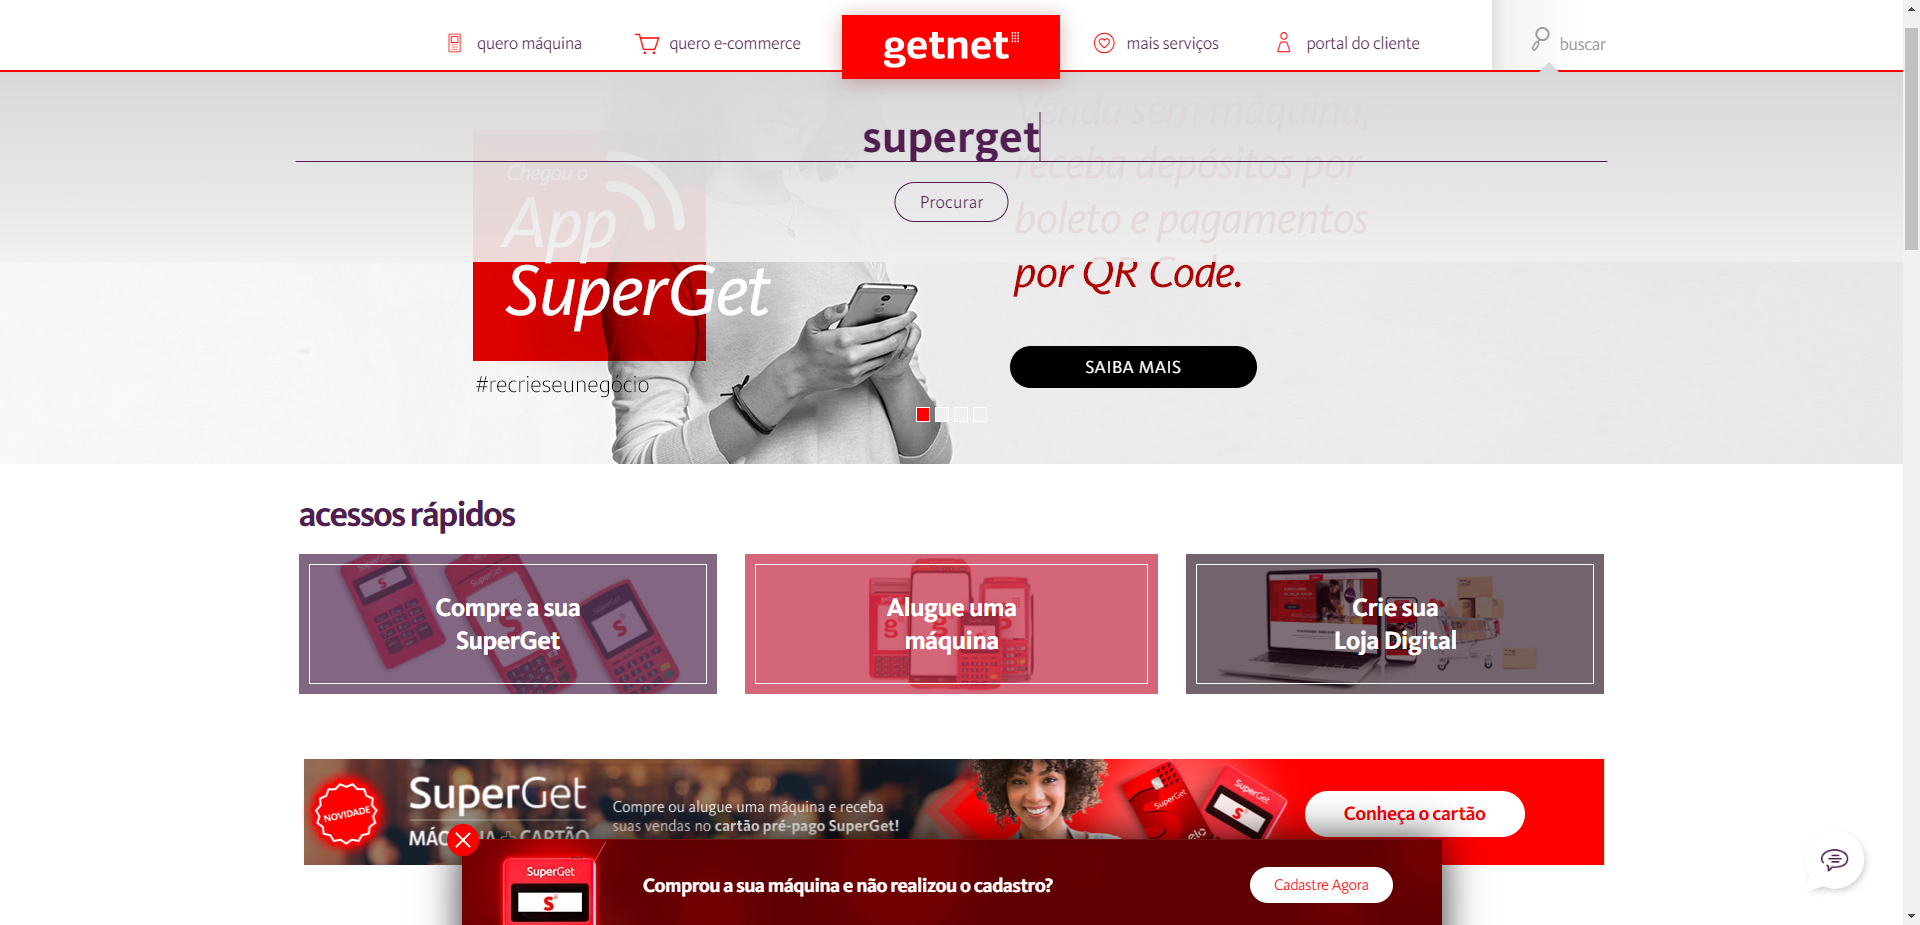 quero máquina
quero e-commerce
getnet
mais serviços
portal do cliente
buscar
superget
Procurar
Chegou o
App
SuperGet
#recrieseunegócio
Venda sem máquina,
receba depósitos por
boleto e pagamentos
por QR Code.
SAIBA MAIS
acessos rápidos
Compre a sua
SuperGet
Alugue uma
máquina
Crie sua
Loja Digital
NOVIDADE
SuperGet
Compre ou alugue uma máquina e receba
suas vendas no cartão pré-pago SuperGet!
SuperGet
SuperGet
Conheça o cartão
SuperGet
Comprou a sua máquina e não realizou o cadastro?
Cadastre Agora